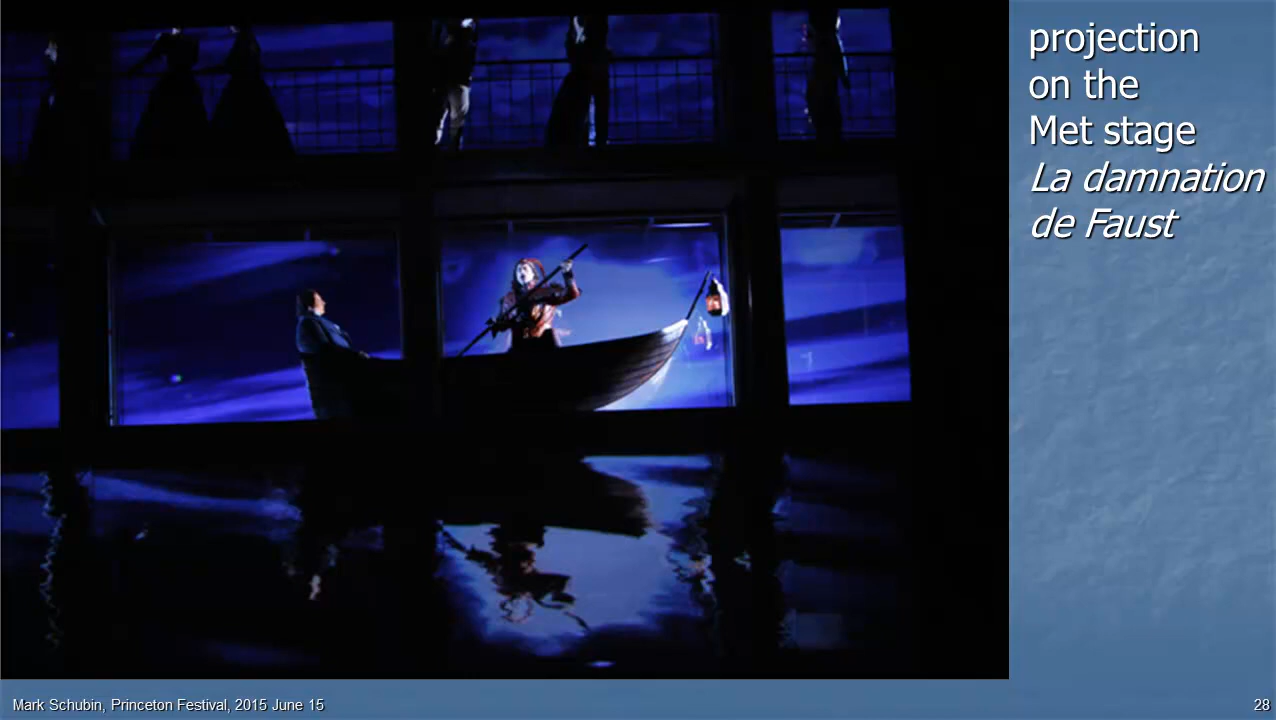 projection
on the
Met stage
La damnation
de Faust
Mark Schubin, Princeton Festival, 2015 June 15
28